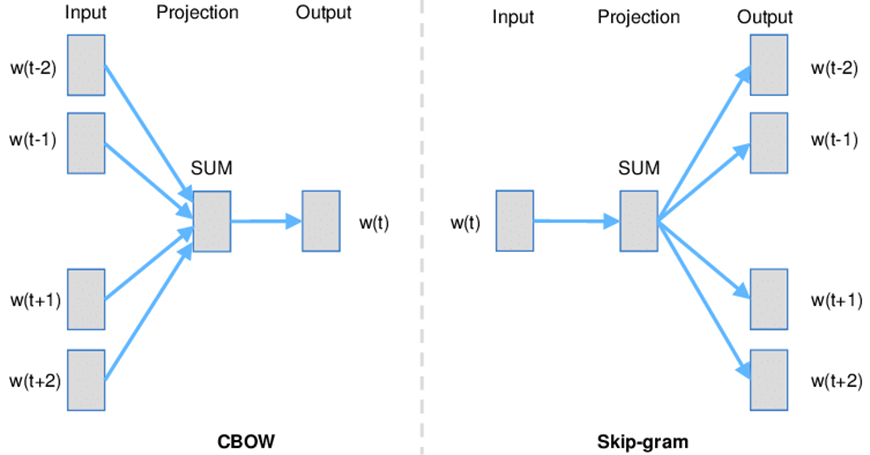 Input Projection Output
w(t-2)
w(t-1)
SUM
w(t)
w(t+1)
w(t+2)
CBOW
Input Projection Output
w(t-2)
w(t-1)
SUM
w(t)
w(t+1)
w(t+2)
Skip-gram